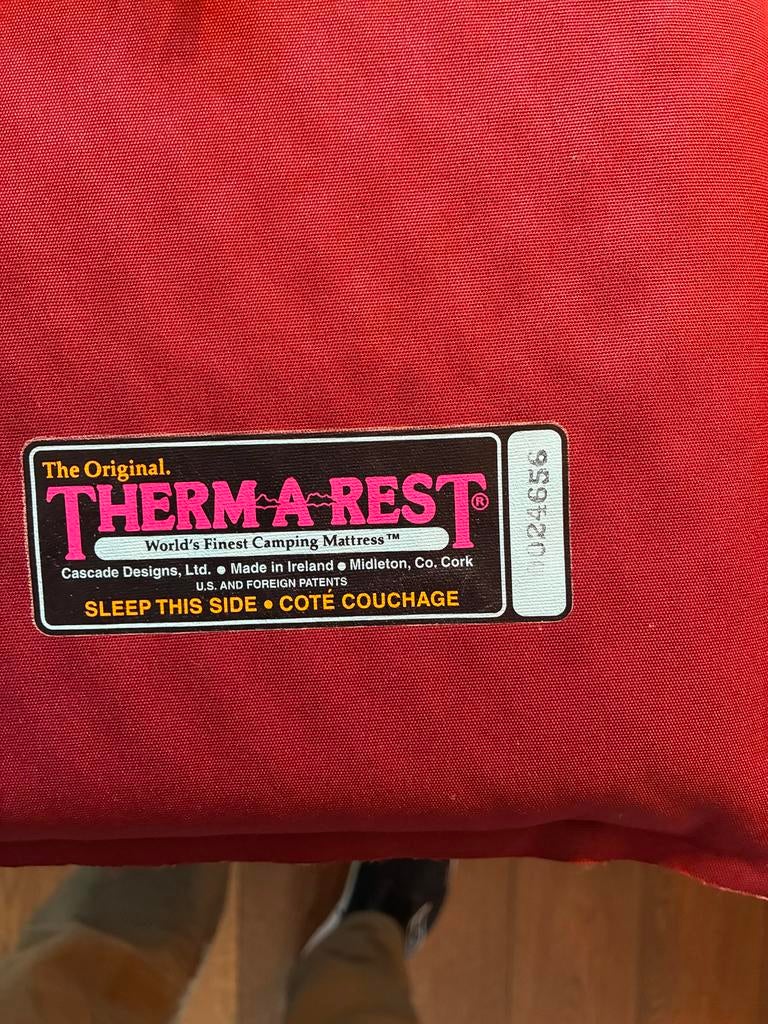 The Original.
THERM-A-REST®
World's Finest Camping Mattress™
Cascade Designs, Ltd. ● Made in Ireland ● Midleton, Co. Cork
U.S. AND FOREIGN PATENTS
SLEEP THIS SIDE • COTÉ COUCHAGE